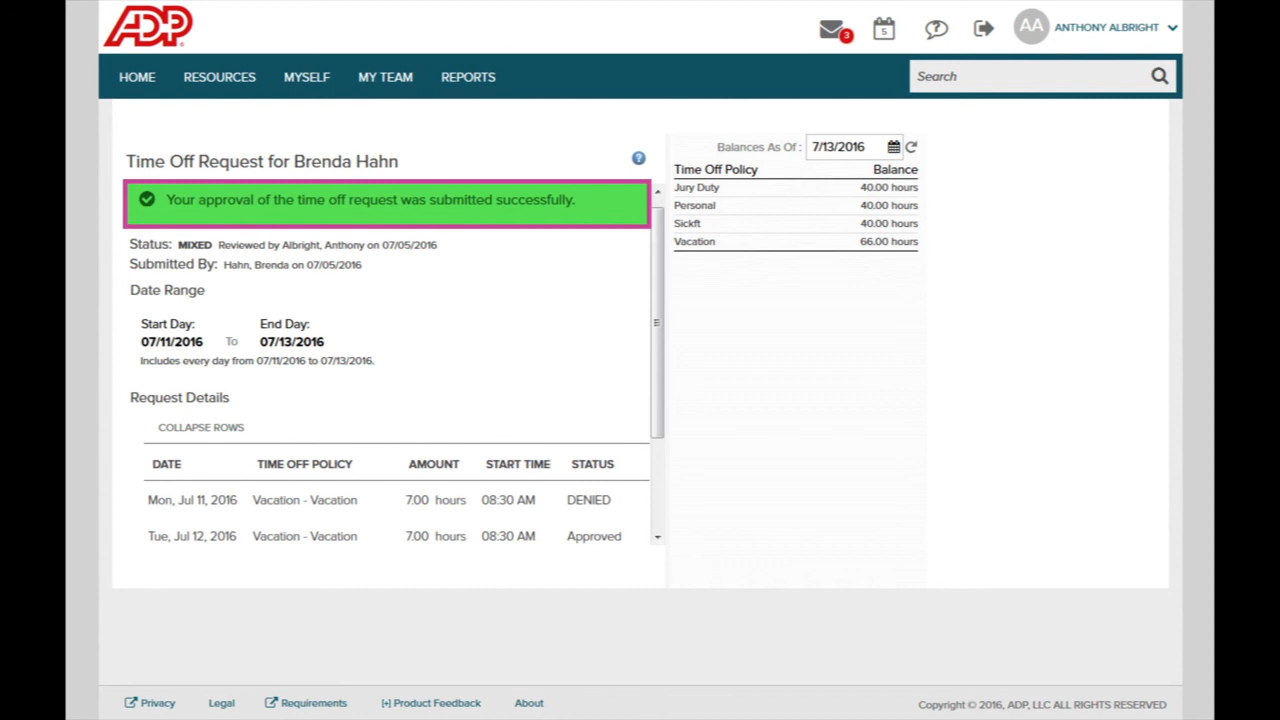 ADP
3
5
AA
ANTHONY ALBRIGHT
HOME RESOURCES MYSELF MY TEAM REPORTS
Search
Time Off Request for Brenda Hahn
Your approval of the time off request was submitted successfully.
Status: MIXED Reviewed by Albright, Anthony on 07/05/2016
Submitted By: Hahn, Brenda on 07/05/2016
Date Range
Start Day: End Day:
07/11/2016 To 07/13/2016
Includes every day from 07/11/2016 to 07/13/2016.
Request Details
COLLAPSE ROWS
DATE TIME OFF POLICY AMOUNT START TIME STATUS
Mon, Jul 11, 2016 Vacation - Vacation 7.00 hours 08:30 AM DENIED
Tue, Jul 12, 2016 Vacation - Vacation 7.00 hours 08:30 AM Approved
Balances As Of : 7/13/2016
Time Off Policy Balance
Jury Duty 40.00 hours
Personal 40.00 hours
Sickft 40.00 hours
Vacation 66.00 hours
Privacy Legal Requirements [+] Product Feedback About
Copyright © 2016, ADP, LLC ALL RIGHTS RESERVED